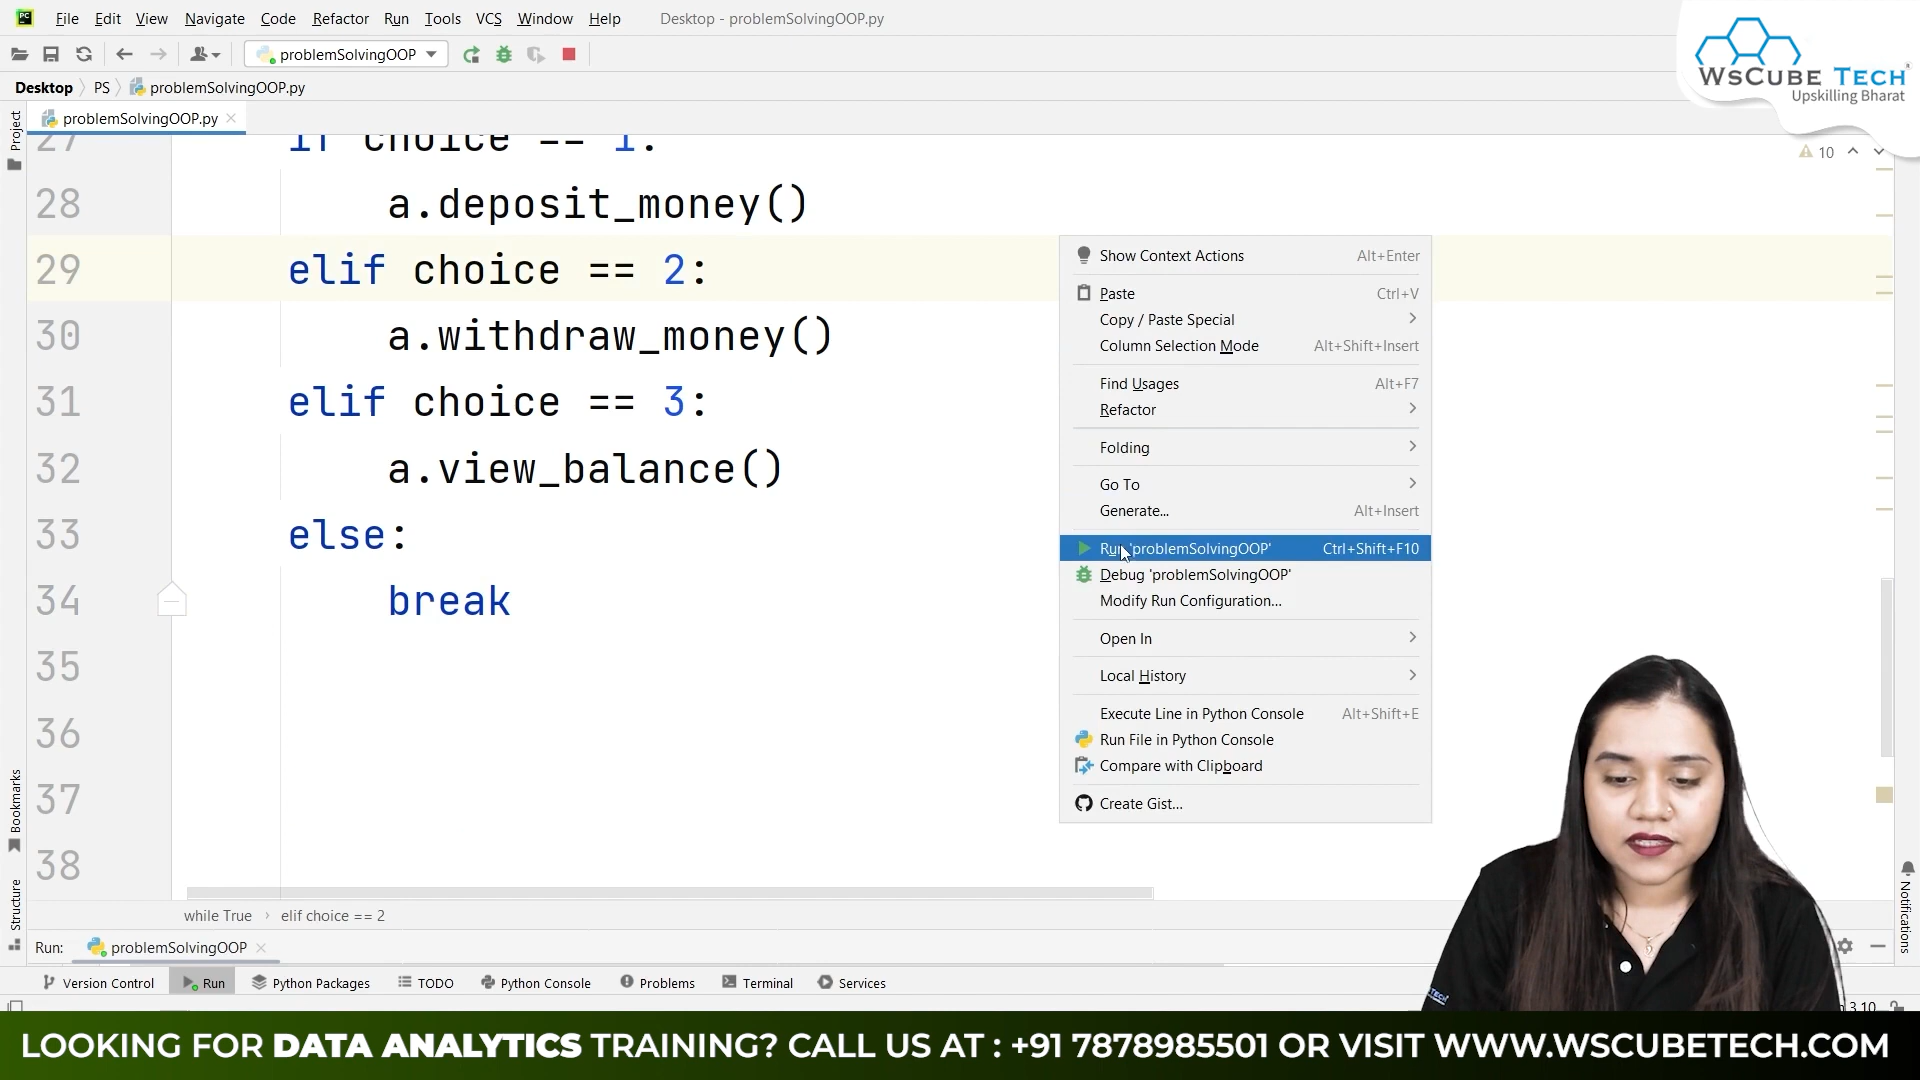 File Edit View Navigate Code Refactor Run Tools VCS Window Help Desktop - problemSolvingOOP.py
problemSolvingOOP
Desktop PS problemSolvingOOP.py
problemSolvingOOP.py
WsCube Tech
Upskilling Bharat
Project
10
27 if choice == 1:
28 a.deposit_money()
29 elif choice == 2:
30 a.withdraw_money()
31 elif choice == 3:
32 a.view_balance()
33 else:
34 break
35
36
37
38
Show Context Actions Alt+Enter
Paste Ctrl+V
Copy / Paste Special
Column Selection Mode Alt+Shift+Insert
Find Usages Alt+F7
Refactor
Folding
Go To
Generate... Alt+Insert
Run 'problemSolvingOOP' Ctrl+Shift+F10
Debug 'problemSolvingOOP'
Modify Run Configuration...
Open In
Local History
Execute Line in Python Console Alt+Shift+E
Run File in Python Console
Compare with Clipboard
Create Gist...
Bookmarks
Structure
Notifications
while True elif choice == 2
Run: problemSolvingOOP
Version Control Run Python Packages TODO Python Console Problems Terminal Services
3.10
LOOKING FOR DATA ANALYTICS TRAINING? CALL US AT : +91 7878985501 OR VISIT WWW.WSCUBETECH.COM